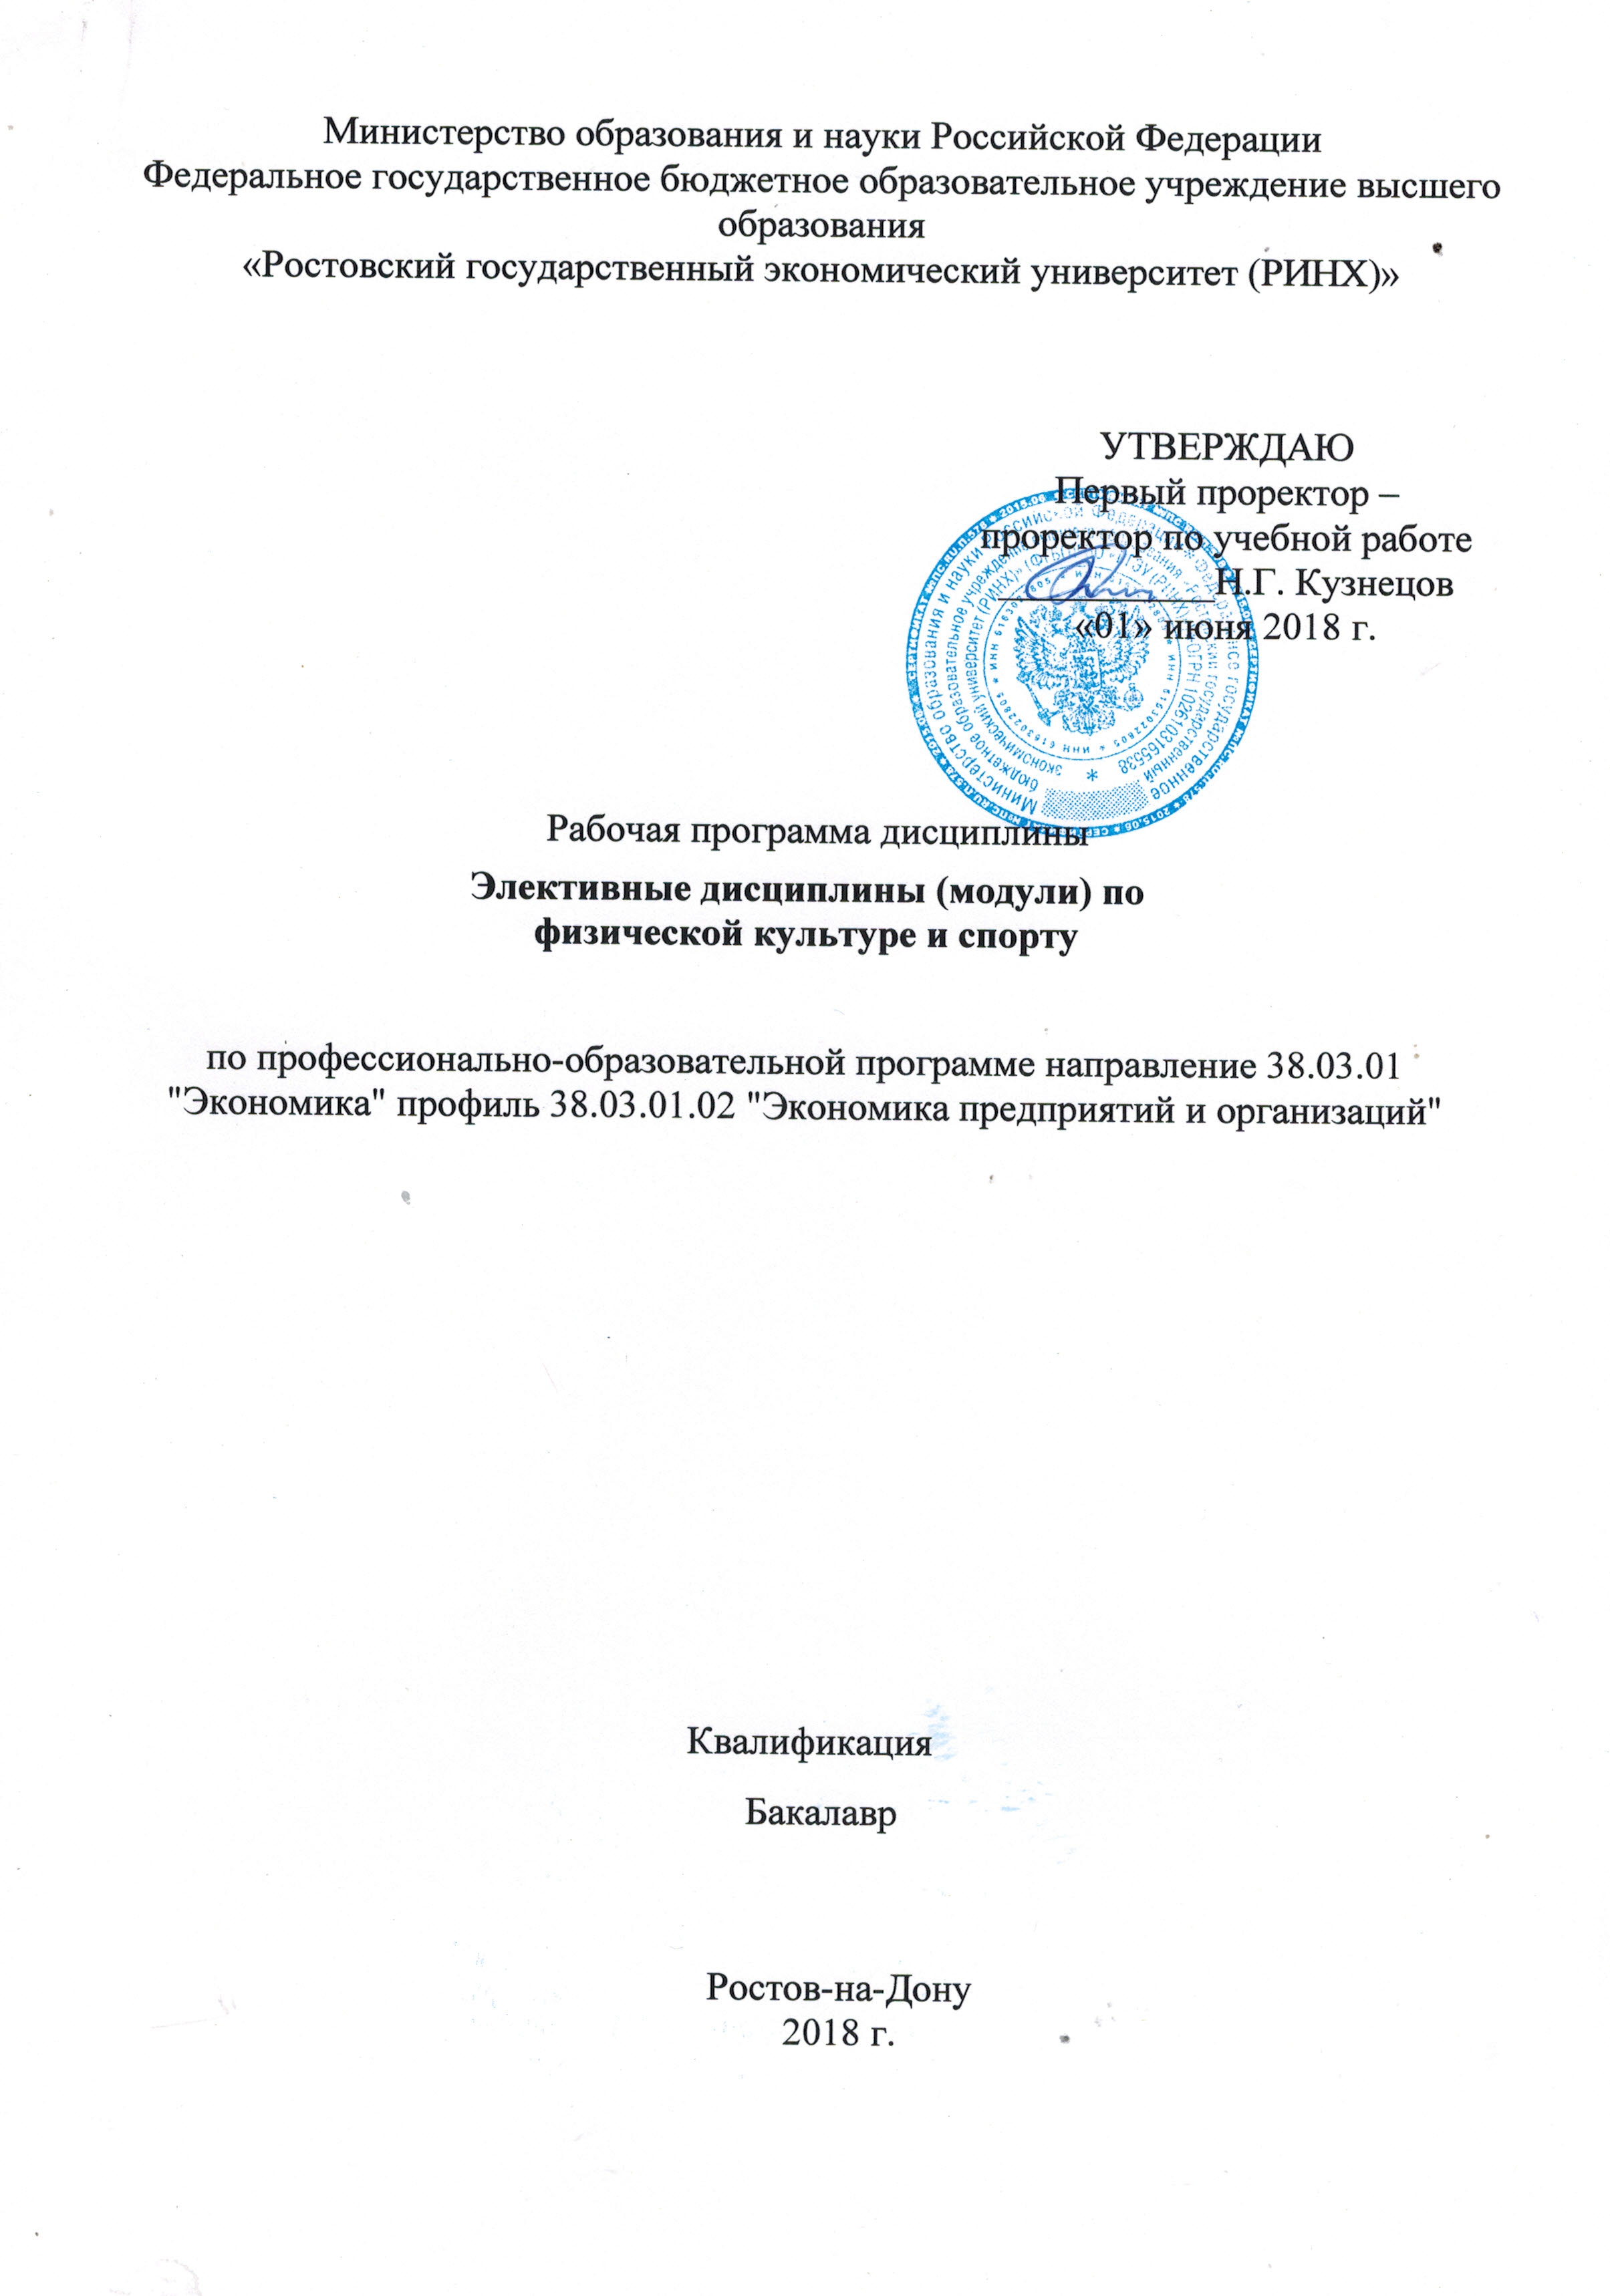 Министерство образования и науки Российской Федерации
Федеральное государственное бюджетное образовательное учреждение высшего
образования
«Ростовский государственный экономический университет (РИНХ)»
УТВЕРЖДАЮ
Первый проректор –
проректор по учебной работе
Н.Г. Кузнецов
«01» июня 2018 г.
Рабочая программа дисциплины
Элективные дисциплины (модули) по
физической культуре и спорту
по профессионально-образовательной программе направление 38.03.01
"Экономика" профиль 38.03.01.02 "Экономика предприятий и организаций"
Квалификация
Бакалавр
Ростов-на-Дону
2018 г.